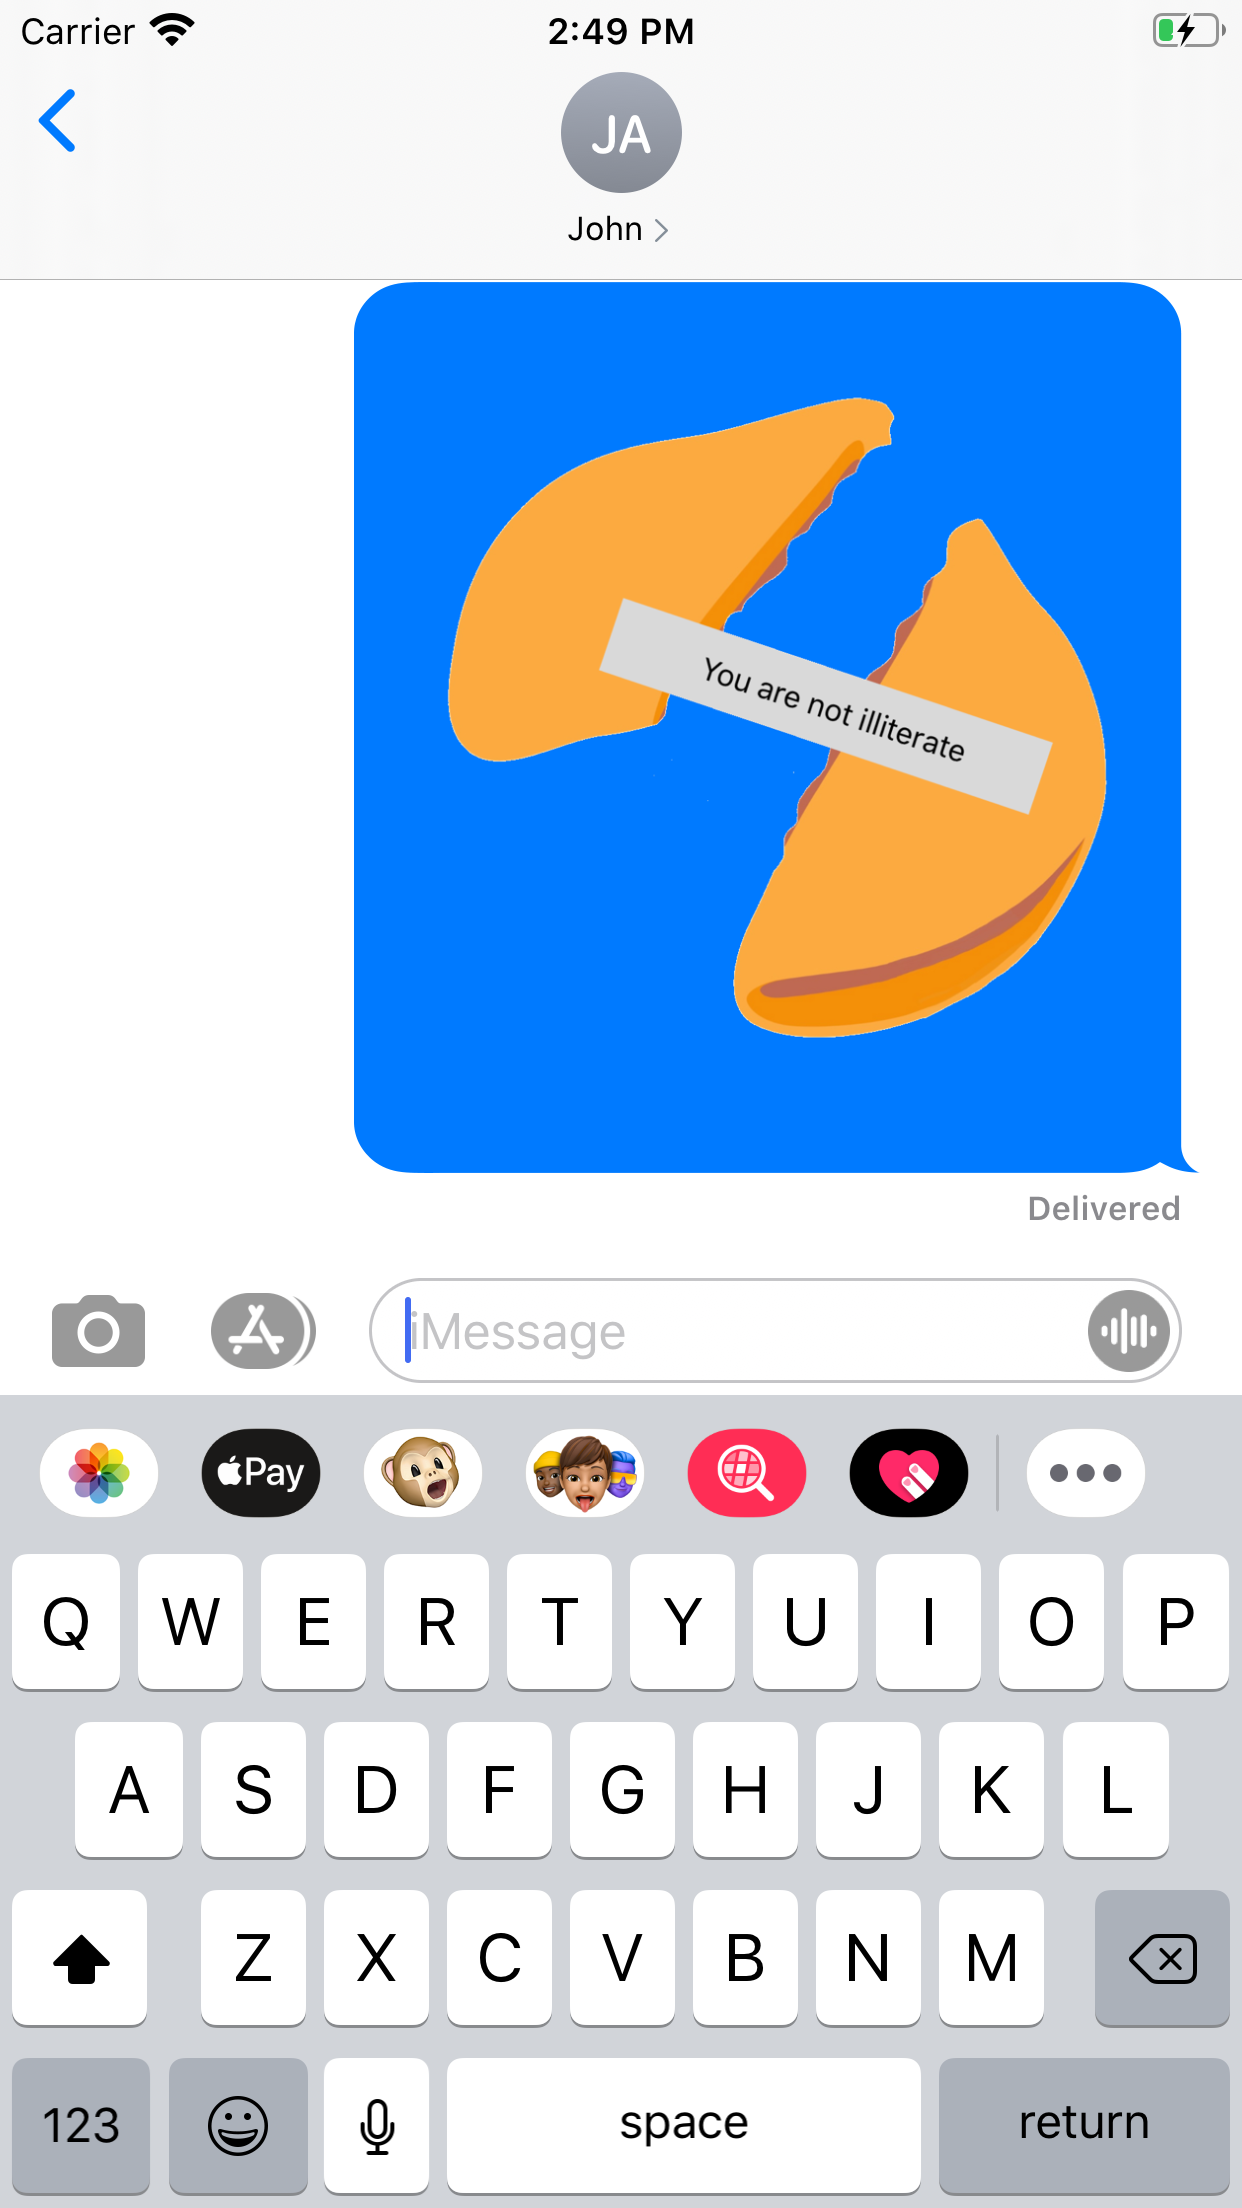 Carrier
2:49 PM
JA
John
You are not illiterate
Delivered
iMessage
Pay
Q W E R T Y U I O P
A S D F G H J K L
Z X C V B N M
123 space return